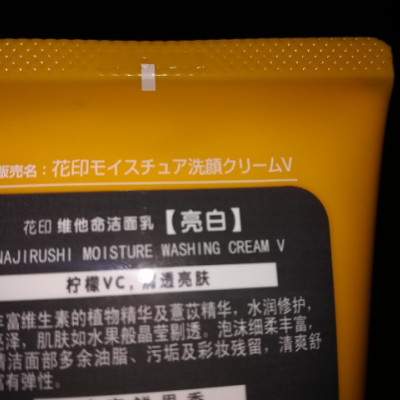 販売名：花印モイスチュア洗顔クリームV
花印 维他命洁面乳【亮白】
NAJIRUSHI MOISTURE WASHING CREAM V
柠檬VC，润透亮肤
丰富维生素的植物精华及薏苡精华，水润修护，
亮泽，肌肤如水果般晶莹剔透。泡沫细柔丰富，
清洁面部多余油脂、污垢及彩妆残留，清爽舒
富有弹性。